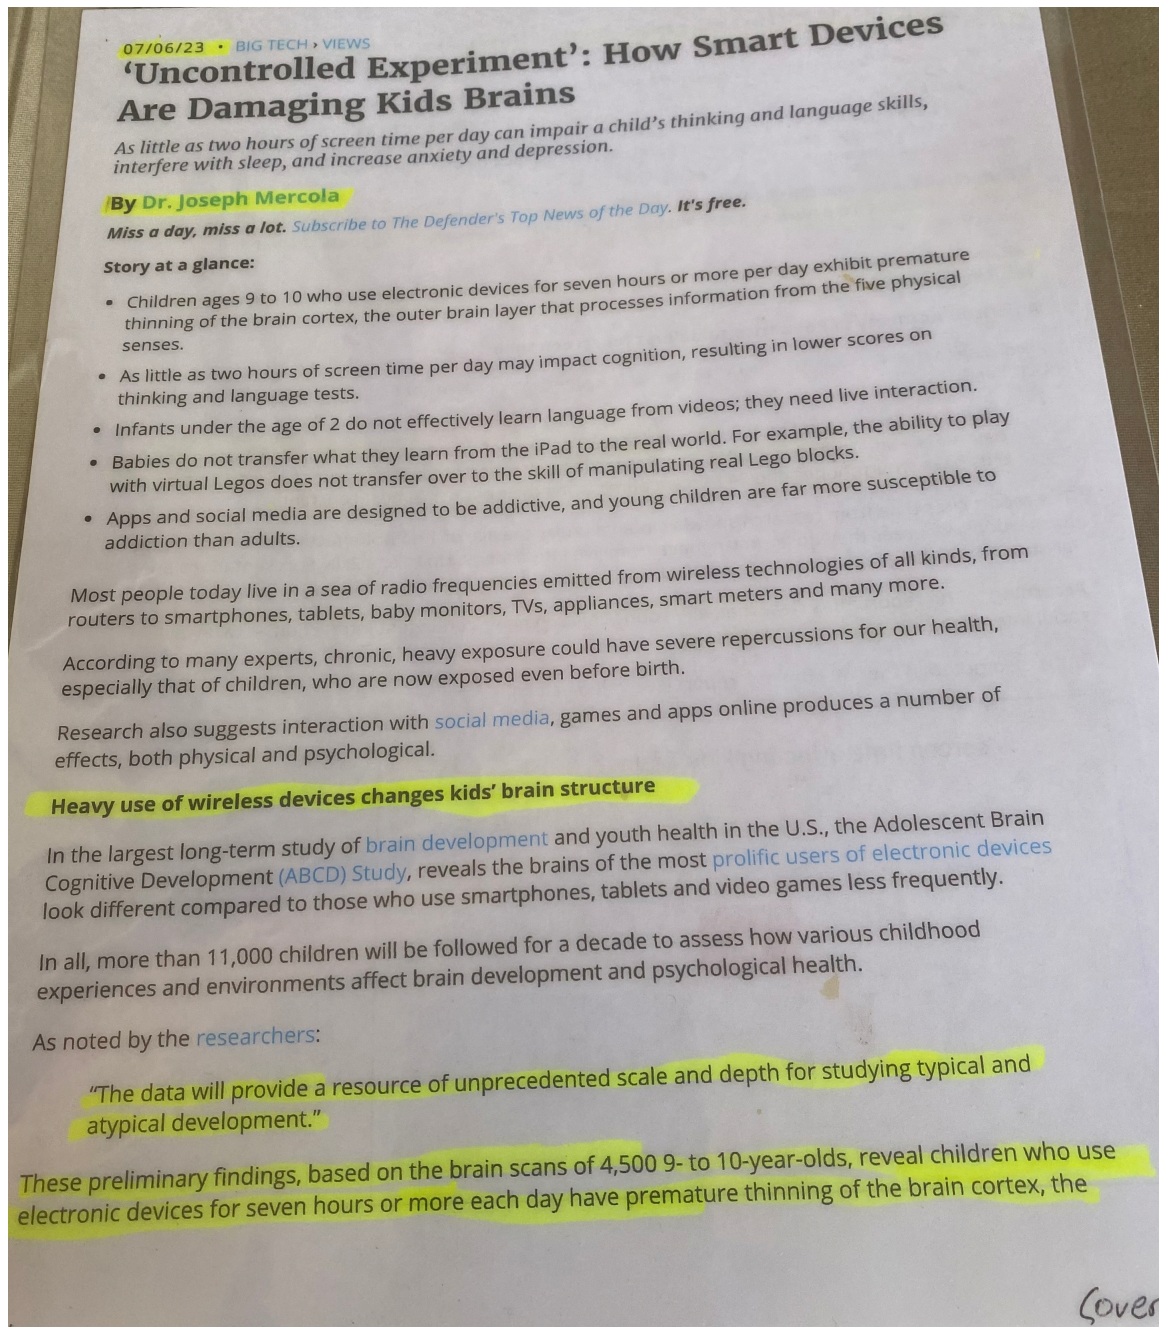 07/06/23 • BIG TECH › VIEWS
‘Uncontrolled Experiment’: How Smart Devices
Are Damaging Kids Brains
As little as two hours of screen time per day can impair a child’s thinking and language skills,
interfere with sleep, and increase anxiety and depression.
By Dr. Joseph Mercola
Miss a day, miss a lot. Subscribe to The Defender's Top News of the Day. It's free.
Story at a glance:
• Children ages 9 to 10 who use electronic devices for seven hours or more per day exhibit premature
thinning of the brain cortex, the outer brain layer that processes information from the five physical
senses.
• As little as two hours of screen time per day may impact cognition, resulting in lower scores on
thinking and language tests.
• Infants under the age of 2 do not effectively learn language from videos; they need live interaction.
• Babies do not transfer what they learn from the iPad to the real world. For example, the ability to play
with virtual Legos does not transfer over to the skill of manipulating real Lego blocks.
• Apps and social media are designed to be addictive, and young children are far more susceptible to
addiction than adults.
Most people today live in a sea of radio frequencies emitted from wireless technologies of all kinds, from
routers to smartphones, tablets, baby monitors, TVs, appliances, smart meters and many more.
According to many experts, chronic, heavy exposure could have severe repercussions for our health,
especially that of children, who are now exposed even before birth.
Research also suggests interaction with social media, games and apps online produces a number of
effects, both physical and psychological.
Heavy use of wireless devices changes kids’ brain structure
In the largest long-term study of brain development and youth health in the U.S., the Adolescent Brain
Cognitive Development (ABCD) Study, reveals the brains of the most prolific users of electronic devices
look different compared to those who use smartphones, tablets and video games less frequently.
In all, more than 11,000 children will be followed for a decade to assess how various childhood
experiences and environments affect brain development and psychological health.
As noted by the researchers:
“The data will provide a resource of unprecedented scale and depth for studying typical and
atypical development.”
These preliminary findings, based on the brain scans of 4,500 9- to 10-year-olds, reveal children who use
electronic devices for seven hours or more each day have premature thinning of the brain cortex, the
(over